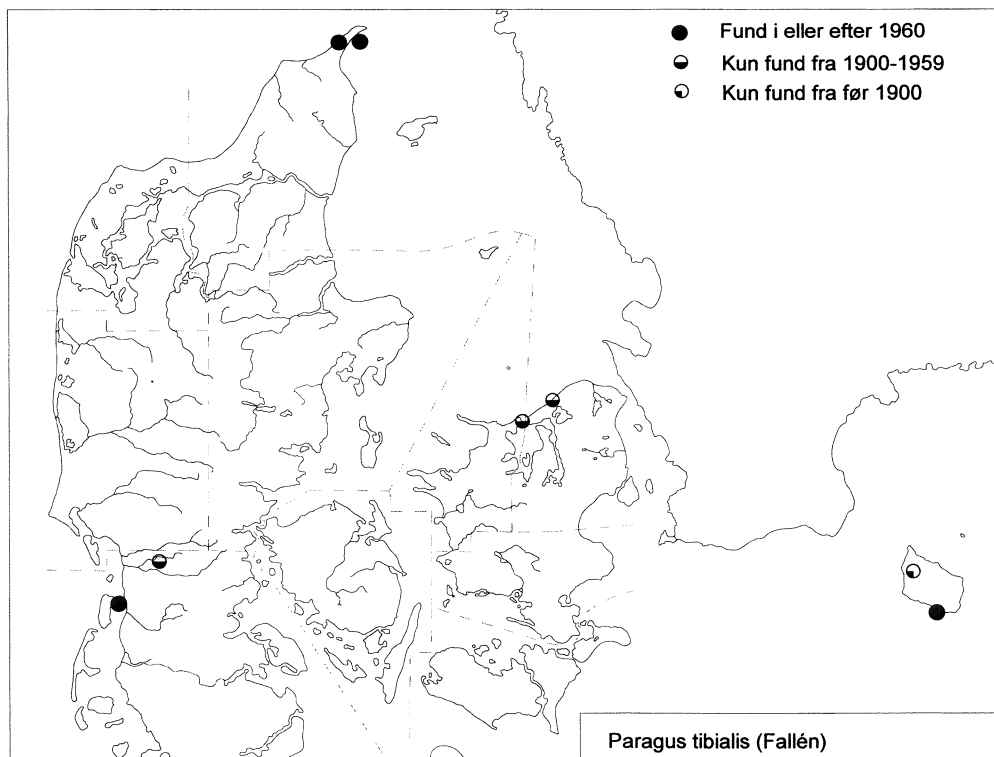 Fund i eller efter 1960
Kun fund fra 1900-1959
Kun fund fra før 1900
Paragus tibialis (Fallén)